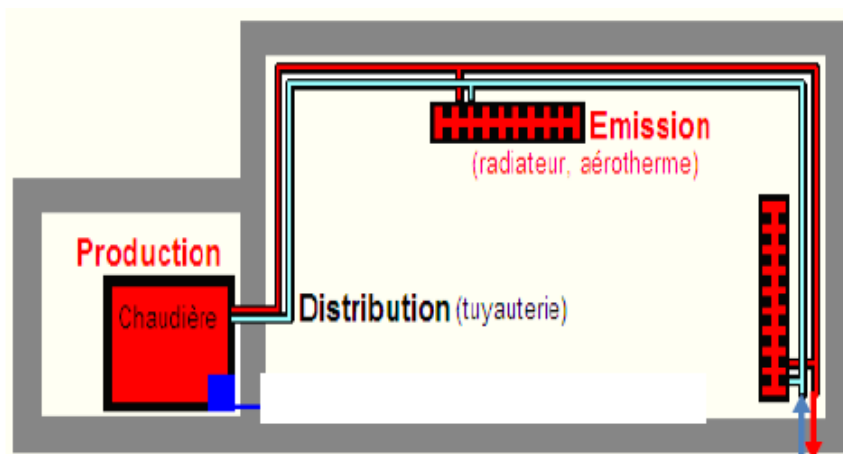 Emission
(radiateur, aérotherme)
Production
Chaudière
Distribution (tuyauterie)